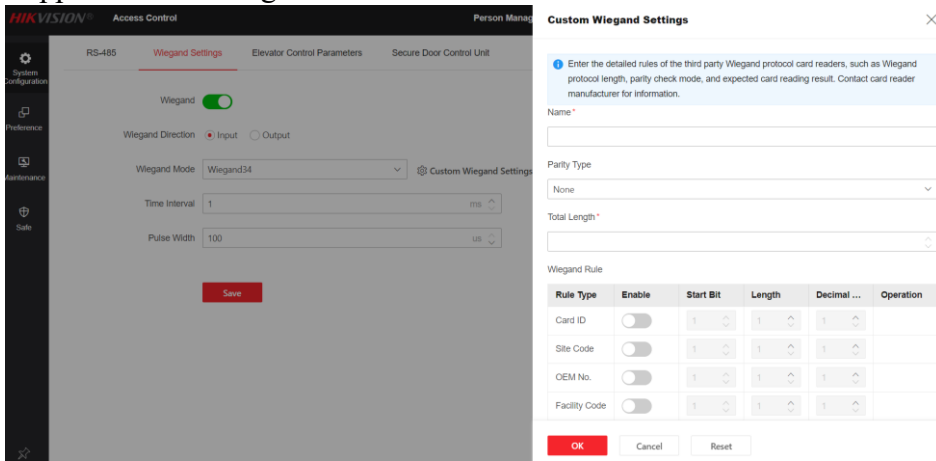 HIKVISION® Access Control Person Manag
RS-485 Wiegand Settings Elevator Control Parameters Secure Door Control Unit
System Configuration
Preference
Maintenance
Safe
Wiegand
Wiegand Direction Input Output
Wiegand Mode Wiegand34 Custom Wiegand Settings
Time Interval 1 ms
Pulse Width 100 us
Save
Custom Wiegand Settings
Enter the detailed rules of the third party Wiegand protocol card readers, such as Wiegand
protocol length, parity check mode, and expected card reading result. Contact card reader
manufacturer for information.
Name*
Parity Type
None
Total Length*
Wiegand Rule
Rule Type Enable Start Bit Length Decimal ... Operation
Card ID 1 1 1
Site Code 1 1 1
OEM No. 1 1 1
Facility Code 1 1 1
OK Cancel Reset